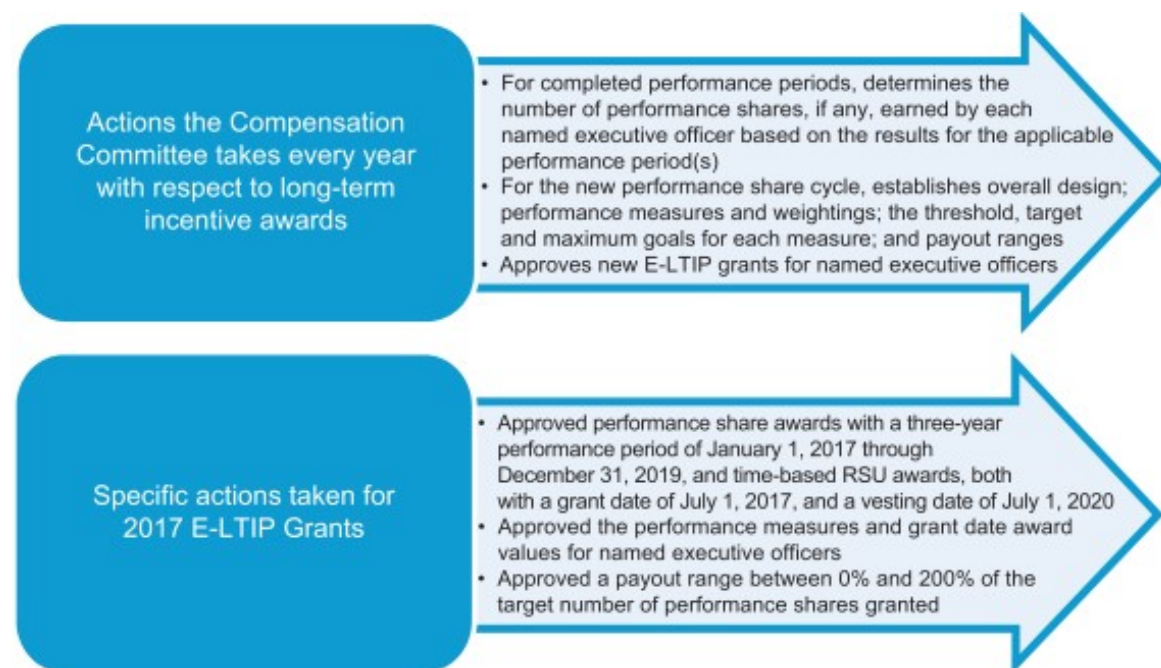 Actions the Compensation
Committee takes every year
with respect to long-term
incentive awards
• For completed performance periods, determines the
number of performance shares, if any, earned by each
named executive officer based on the results for the applicable
performance period(s)
• For the new performance share cycle, establishes overall design;
performance measures and weightings; the threshold, target
and maximum goals for each measure; and payout ranges
• Approves new E-LTIP grants for named executive officers
Specific actions taken for
2017 E-LTIP Grants
• Approved performance share awards with a three-year
performance period of January 1, 2017 through
December 31, 2019, and time-based RSU awards, both
with a grant date of July 1, 2017, and a vesting date of July 1, 2020
• Approved the performance measures and grant date award
values for named executive officers
• Approved a payout range between 0% and 200% of the
target number of performance shares granted